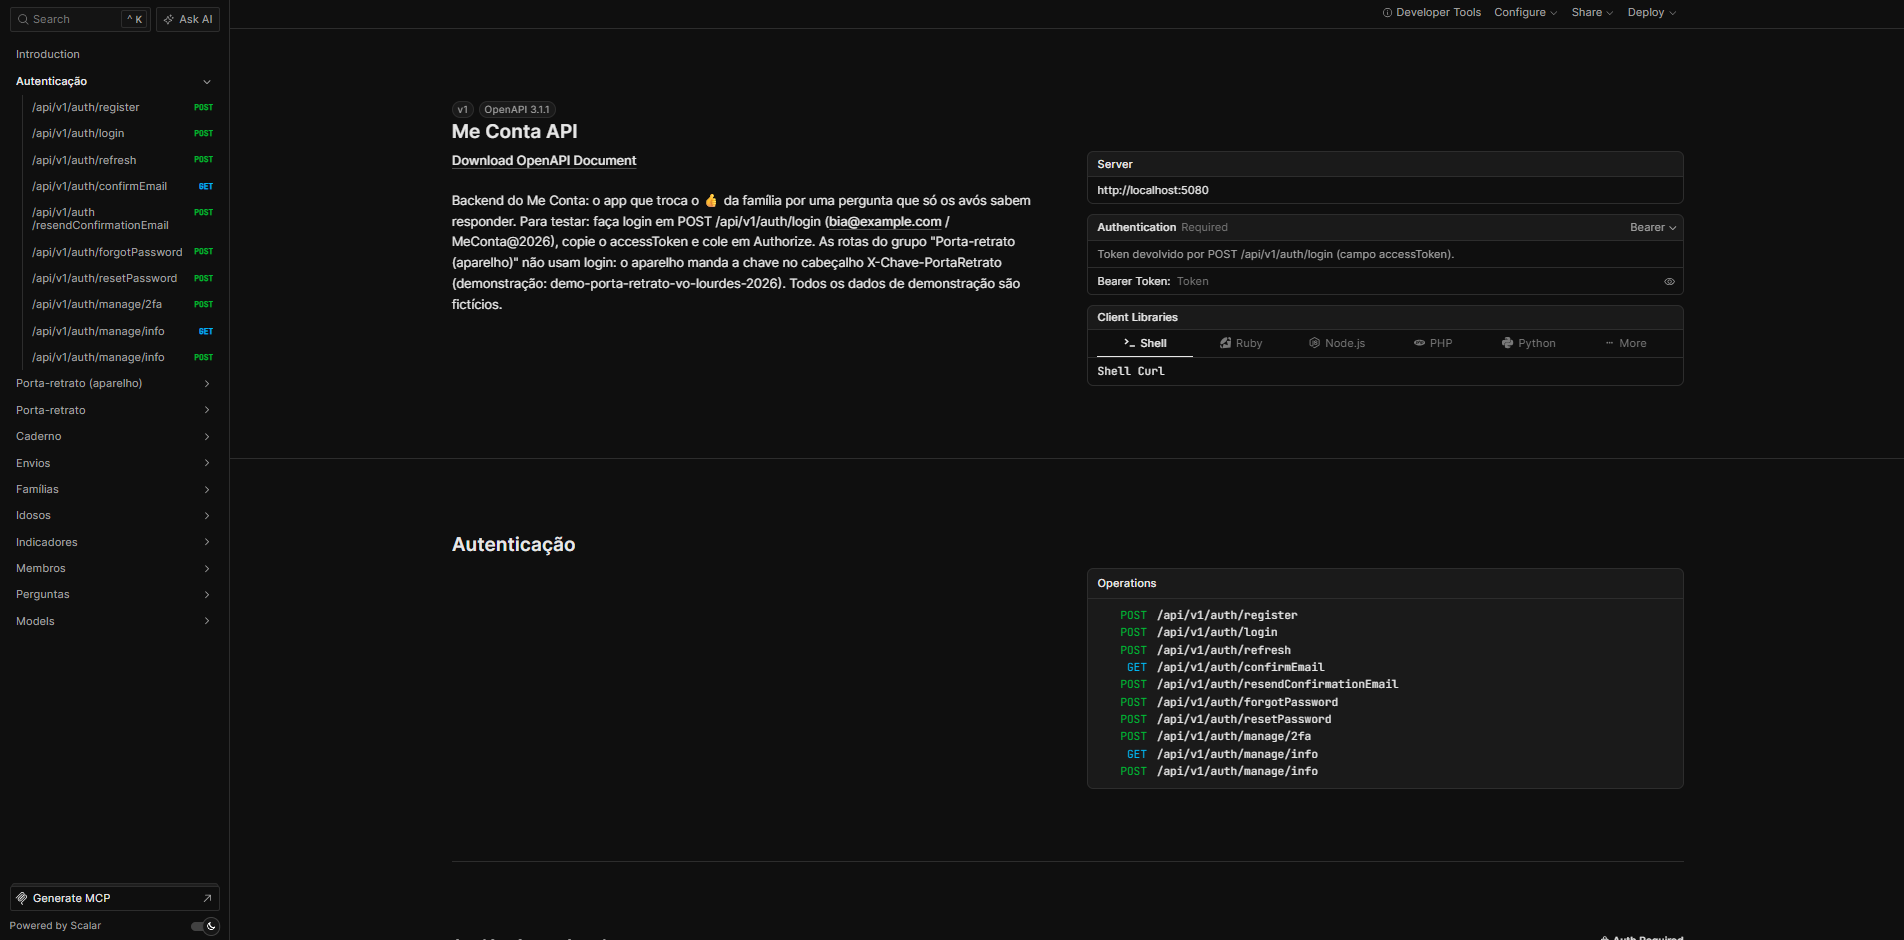 Search
^ K
Ask AI
Introduction
Autenticação
/api/v1/auth/register POST
/api/v1/auth/login POST
/api/v1/auth/refresh POST
/api/v1/auth/confirmEmail GET
/api/v1/auth
/resendConfirmationEmail POST
/api/v1/auth/forgotPassword POST
/api/v1/auth/resetPassword POST
/api/v1/auth/manage/2fa POST
/api/v1/auth/manage/info GET
/api/v1/auth/manage/info POST
Porta-retrato (aparelho)
Porta-retrato
Caderno
Envios
Famílias
Idosos
Indicadores
Membros
Perguntas
Models
Generate MCP
Powered by Scalar
Developer Tools Configure Share Deploy
v1 OpenAPI 3.1.1
Me Conta API
Download OpenAPI Document
Backend do Me Conta: o app que troca o 👍 da família por uma pergunta que só os avós sabem
responder. Para testar: faça login em POST /api/v1/auth/login (bia@example.com /
MeConta@2026), copie o accessToken e cole em Authorize. As rotas do grupo "Porta-retrato
(aparelho)" não usam login: o aparelho manda a chave no cabeçalho X-Chave-PortaRetrato
(demonstração: demo-porta-retrato-vo-lourdes-2026). Todos os dados de demonstração são
fictícios.
Server
http://localhost:5080
Authentication Required Bearer
Token devolvido por POST /api/v1/auth/login (campo accessToken).
Bearer Token: Token
Client Libraries
Shell Ruby Node.js PHP Python More
Shell Curl
Autenticação
Operations
POST /api/v1/auth/register
POST /api/v1/auth/login
POST /api/v1/auth/refresh
GET /api/v1/auth/confirmEmail
POST /api/v1/auth/resendConfirmationEmail
POST /api/v1/auth/forgotPassword
POST /api/v1/auth/resetPassword
POST /api/v1/auth/manage/2fa
GET /api/v1/auth/manage/info
POST /api/v1/auth/manage/info
Auth Required